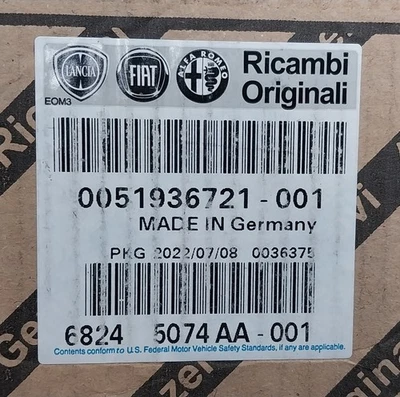 LANCIA
FIAT
ALFA ROMEO
Ricambi
Originali
EOM3
0051936721 - 001
MADE IN Germany
PKG 2022/07/08 0036375
6824 5074 AA - 001
Contents conform to U.S. Federal Motor Vehicle Safety Standards, if any are applicable.